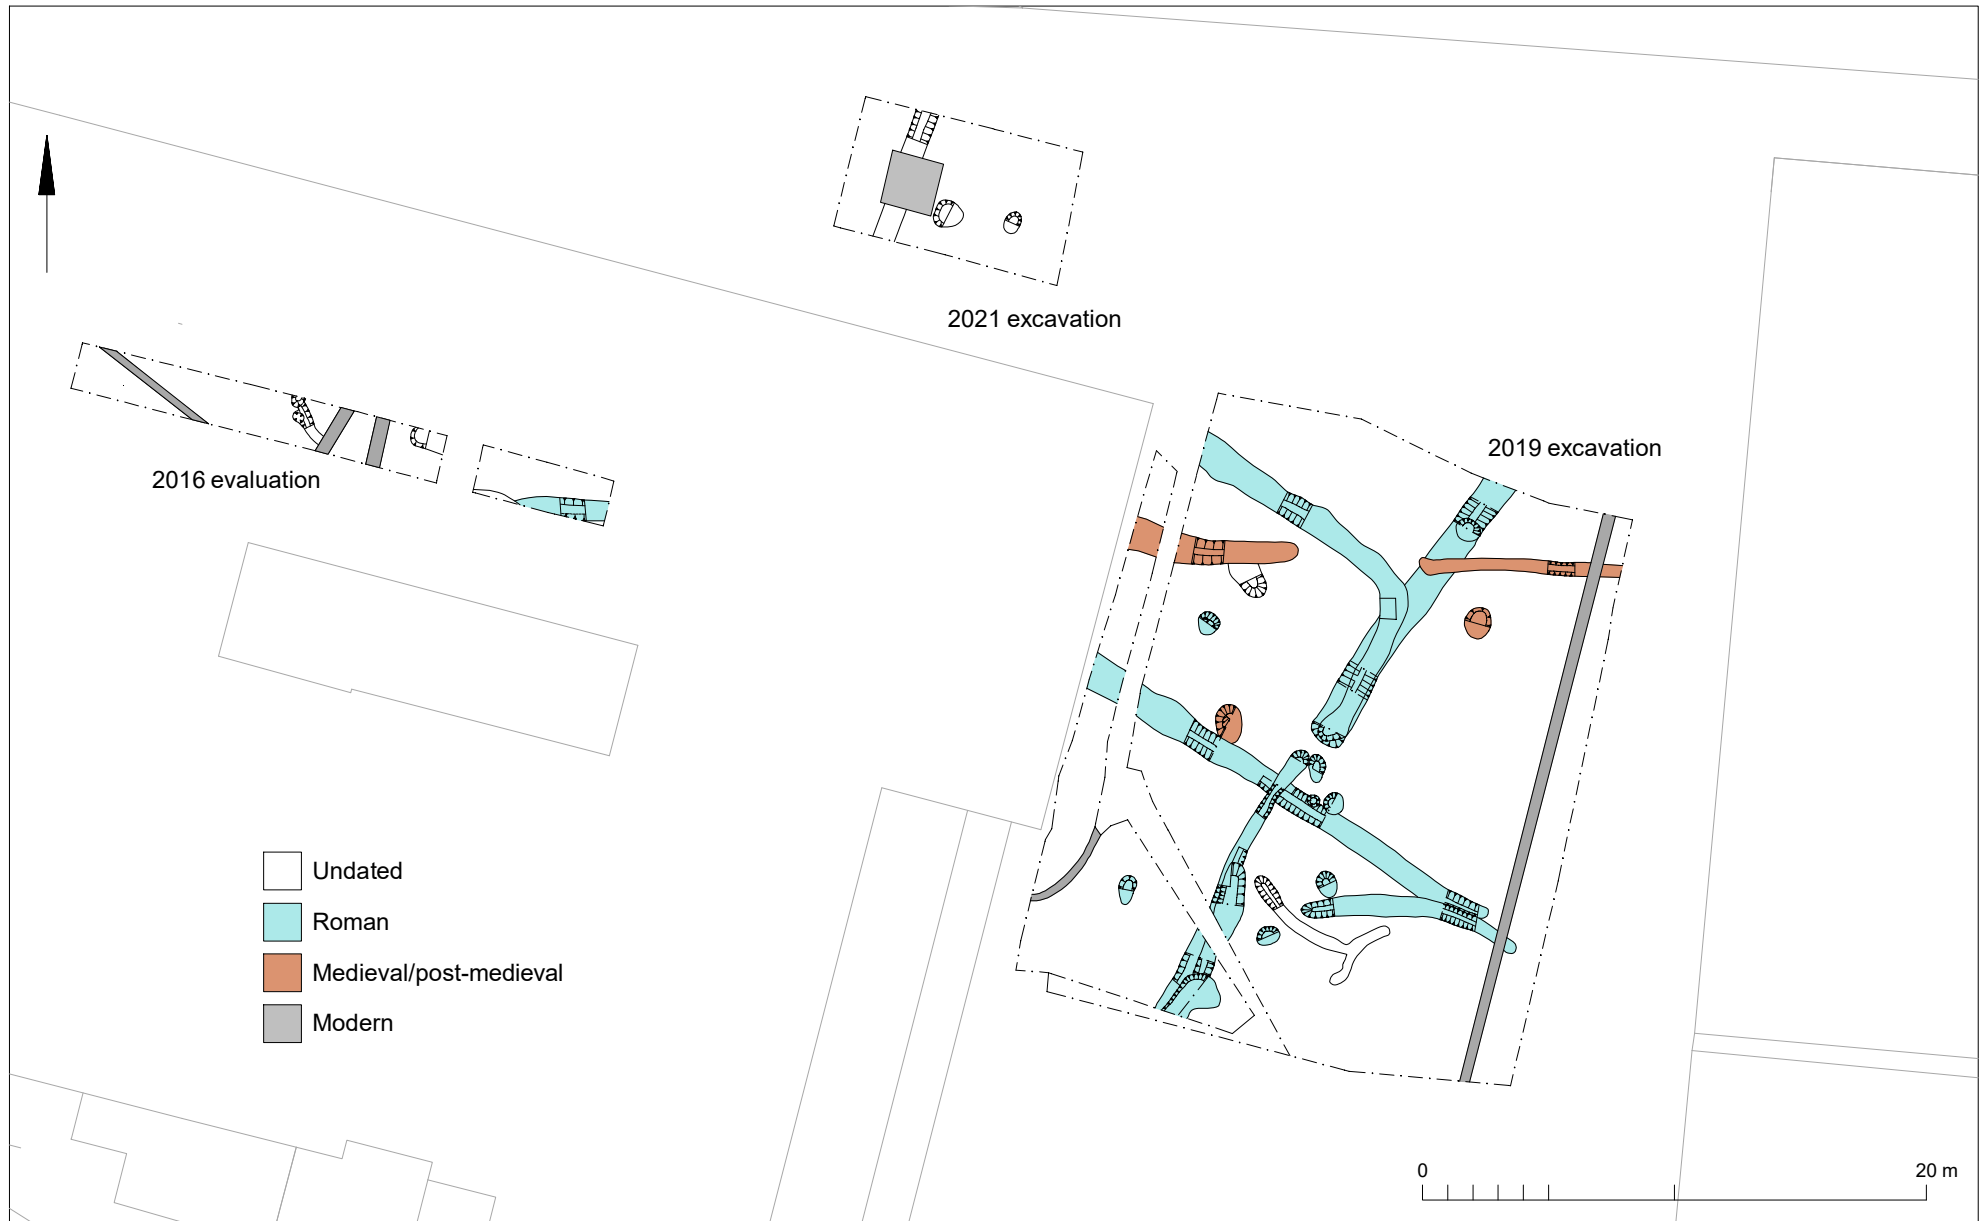 2021 excavation
2019 excavation
2016 evaluation
Undated
Roman
Medieval/post-medieval
Modern
0
20 m